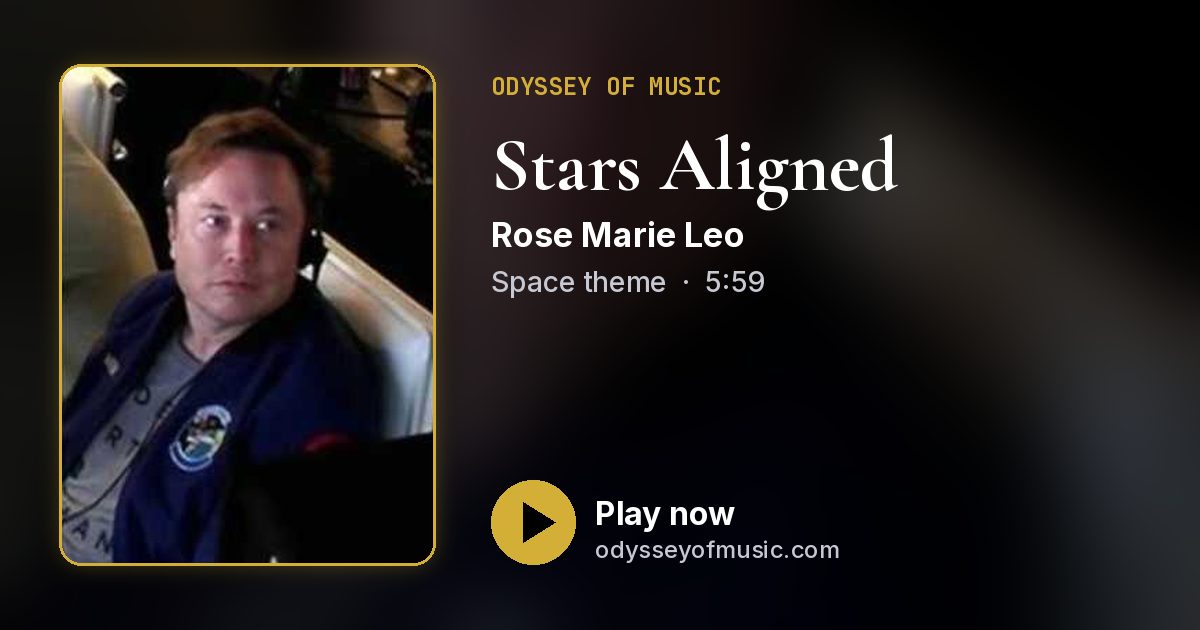 ODYSSEY OF MUSIC
Stars Aligned
Rose Marie Leo
Space theme · 5:59
Play now
odysseyofmusic.com